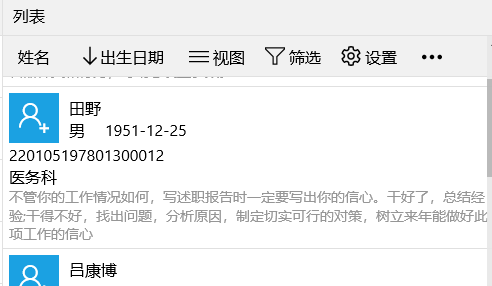 列表
姓名 出生日期 视图 筛选 设置
田野
男 1951-12-25
220105197801300012
医务科
不管你的工作情况如何，写述职报告时一定要写出你的信心。干好了，总结经
验;干得不好，找出问题，分析原因，制定切实可行的对策，树立来年能做好此
项工作的信心
吕康博